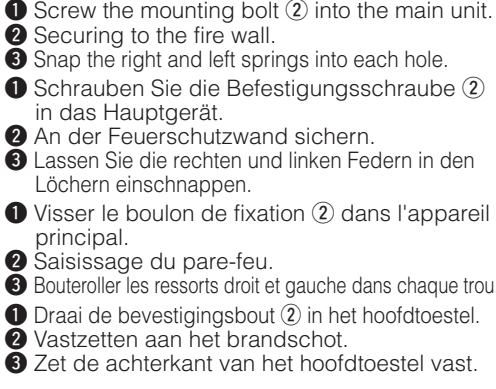 ❶ Screw the mounting bolt ② into the main unit.
❷ Securing to the fire wall.
❸ Snap the right and left springs into each hole.
❶ Schrauben Sie die Befestigungsschraube ②
in das Hauptgerät.
❷ An der Feuerschutzwand sichern.
❸ Lassen Sie die rechten und linken Federn in den
Löchern einschnappen.
❶ Visser le boulon de fixation ② dans l'appareil
principal.
❷ Saisissage du pare-feu.
❸ Bouteroller les ressorts droit et gauche dans chaque trou
❶ Draai de bevestigingsbout ② in het hoofdtoestel.
❷ Vastzetten aan het brandschot.
❸ Zet de achterkant van het hoofdtoestel vast.